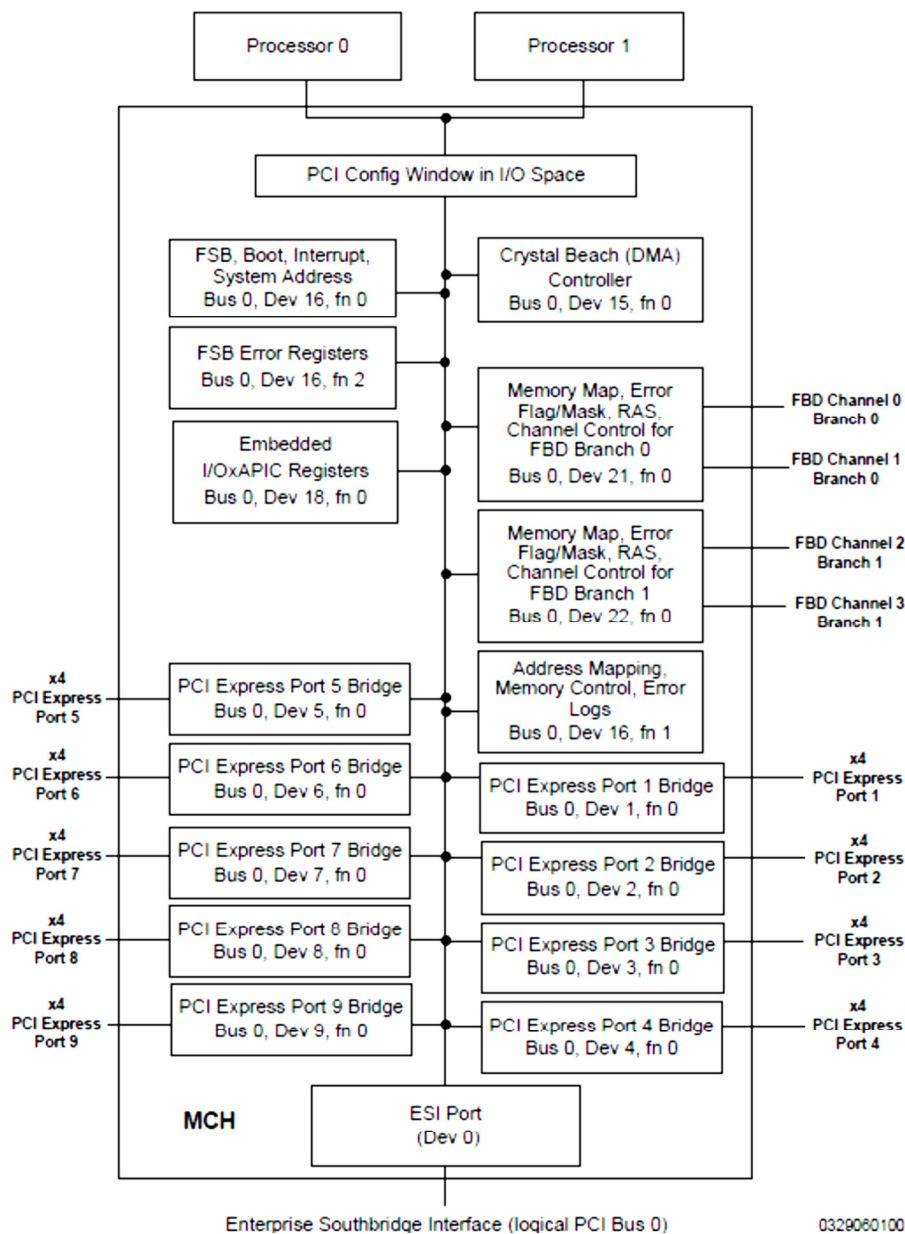 Processor 0
Processor 1
PCI Config Window in I/O Space
FSB, Boot, Interrupt,
System Address
Bus 0, Dev 16, fn 0
Crystal Beach (DMA)
Controller
Bus 0, Dev 15, fn 0
FSB Error Registers
Bus 0, Dev 16, fn 2
Memory Map, Error
Flag/Mask, RAS,
Channel Control for
FBD Branch 0
Bus 0, Dev 21, fn 0
FBD Channel 0
Branch 0
FBD Channel 1
Branch 0
Embedded
I/OxAPIC Registers
Bus 0, Dev 18, fn 0
Memory Map, Error
Flag/Mask, RAS,
Channel Control for
FBD Branch 1
Bus 0, Dev 22, fn 0
FBD Channel 2
Branch 1
FBD Channel 3
Branch 1
x4
PCI Express
Port 5
PCI Express Port 5 Bridge
Bus 0, Dev 5, fn 0
Address Mapping,
Memory Control, Error
Logs
Bus 0, Dev 16, fn 1
x4
PCI Express
Port 6
PCI Express Port 6 Bridge
Bus 0, Dev 6, fn 0
PCI Express Port 1 Bridge
Bus 0, Dev 1, fn 0
x4
PCI Express
Port 1
x4
PCI Express
Port 7
PCI Express Port 7 Bridge
Bus 0, Dev 7, fn 0
PCI Express Port 2 Bridge
Bus 0, Dev 2, fn 0
x4
PCI Express
Port 2
x4
PCI Express
Port 8
PCI Express Port 8 Bridge
Bus 0, Dev 8, fn 0
PCI Express Port 3 Bridge
Bus 0, Dev 3, fn 0
x4
PCI Express
Port 3
x4
PCI Express
Port 9
PCI Express Port 9 Bridge
Bus 0, Dev 9, fn 0
PCI Express Port 4 Bridge
Bus 0, Dev 4, fn 0
x4
PCI Express
Port 4
MCH
ESI Port
(Dev 0)
Enterprise Southbridge Interface (logical PCI Bus 0)
0329060100